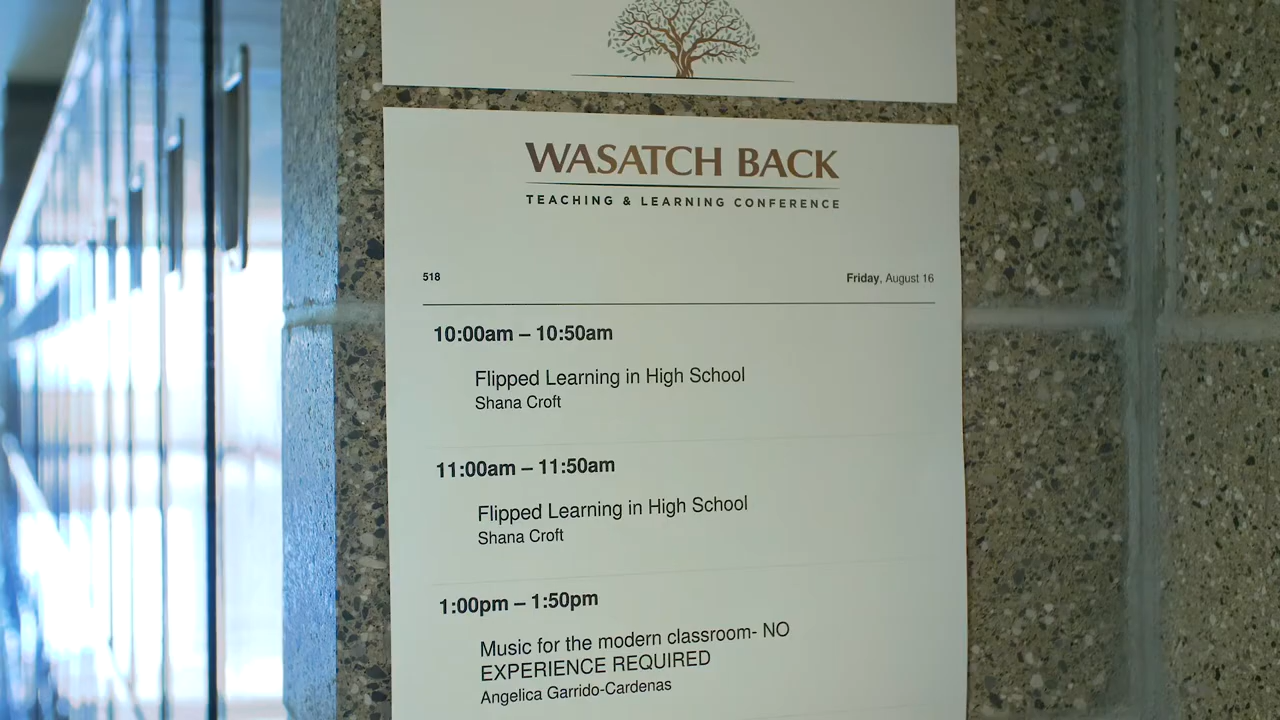 WASATCH BACK
TEACHING & LEARNING CONFERENCE
518
Friday, August 16
10:00am – 10:50am
Flipped Learning in High School
Shana Croft
11:00am – 11:50am
Flipped Learning in High School
Shana Croft
1:00pm – 1:50pm
Music for the modern classroom- NO
EXPERIENCE REQUIRED
Angelica Garrido-Cardenas